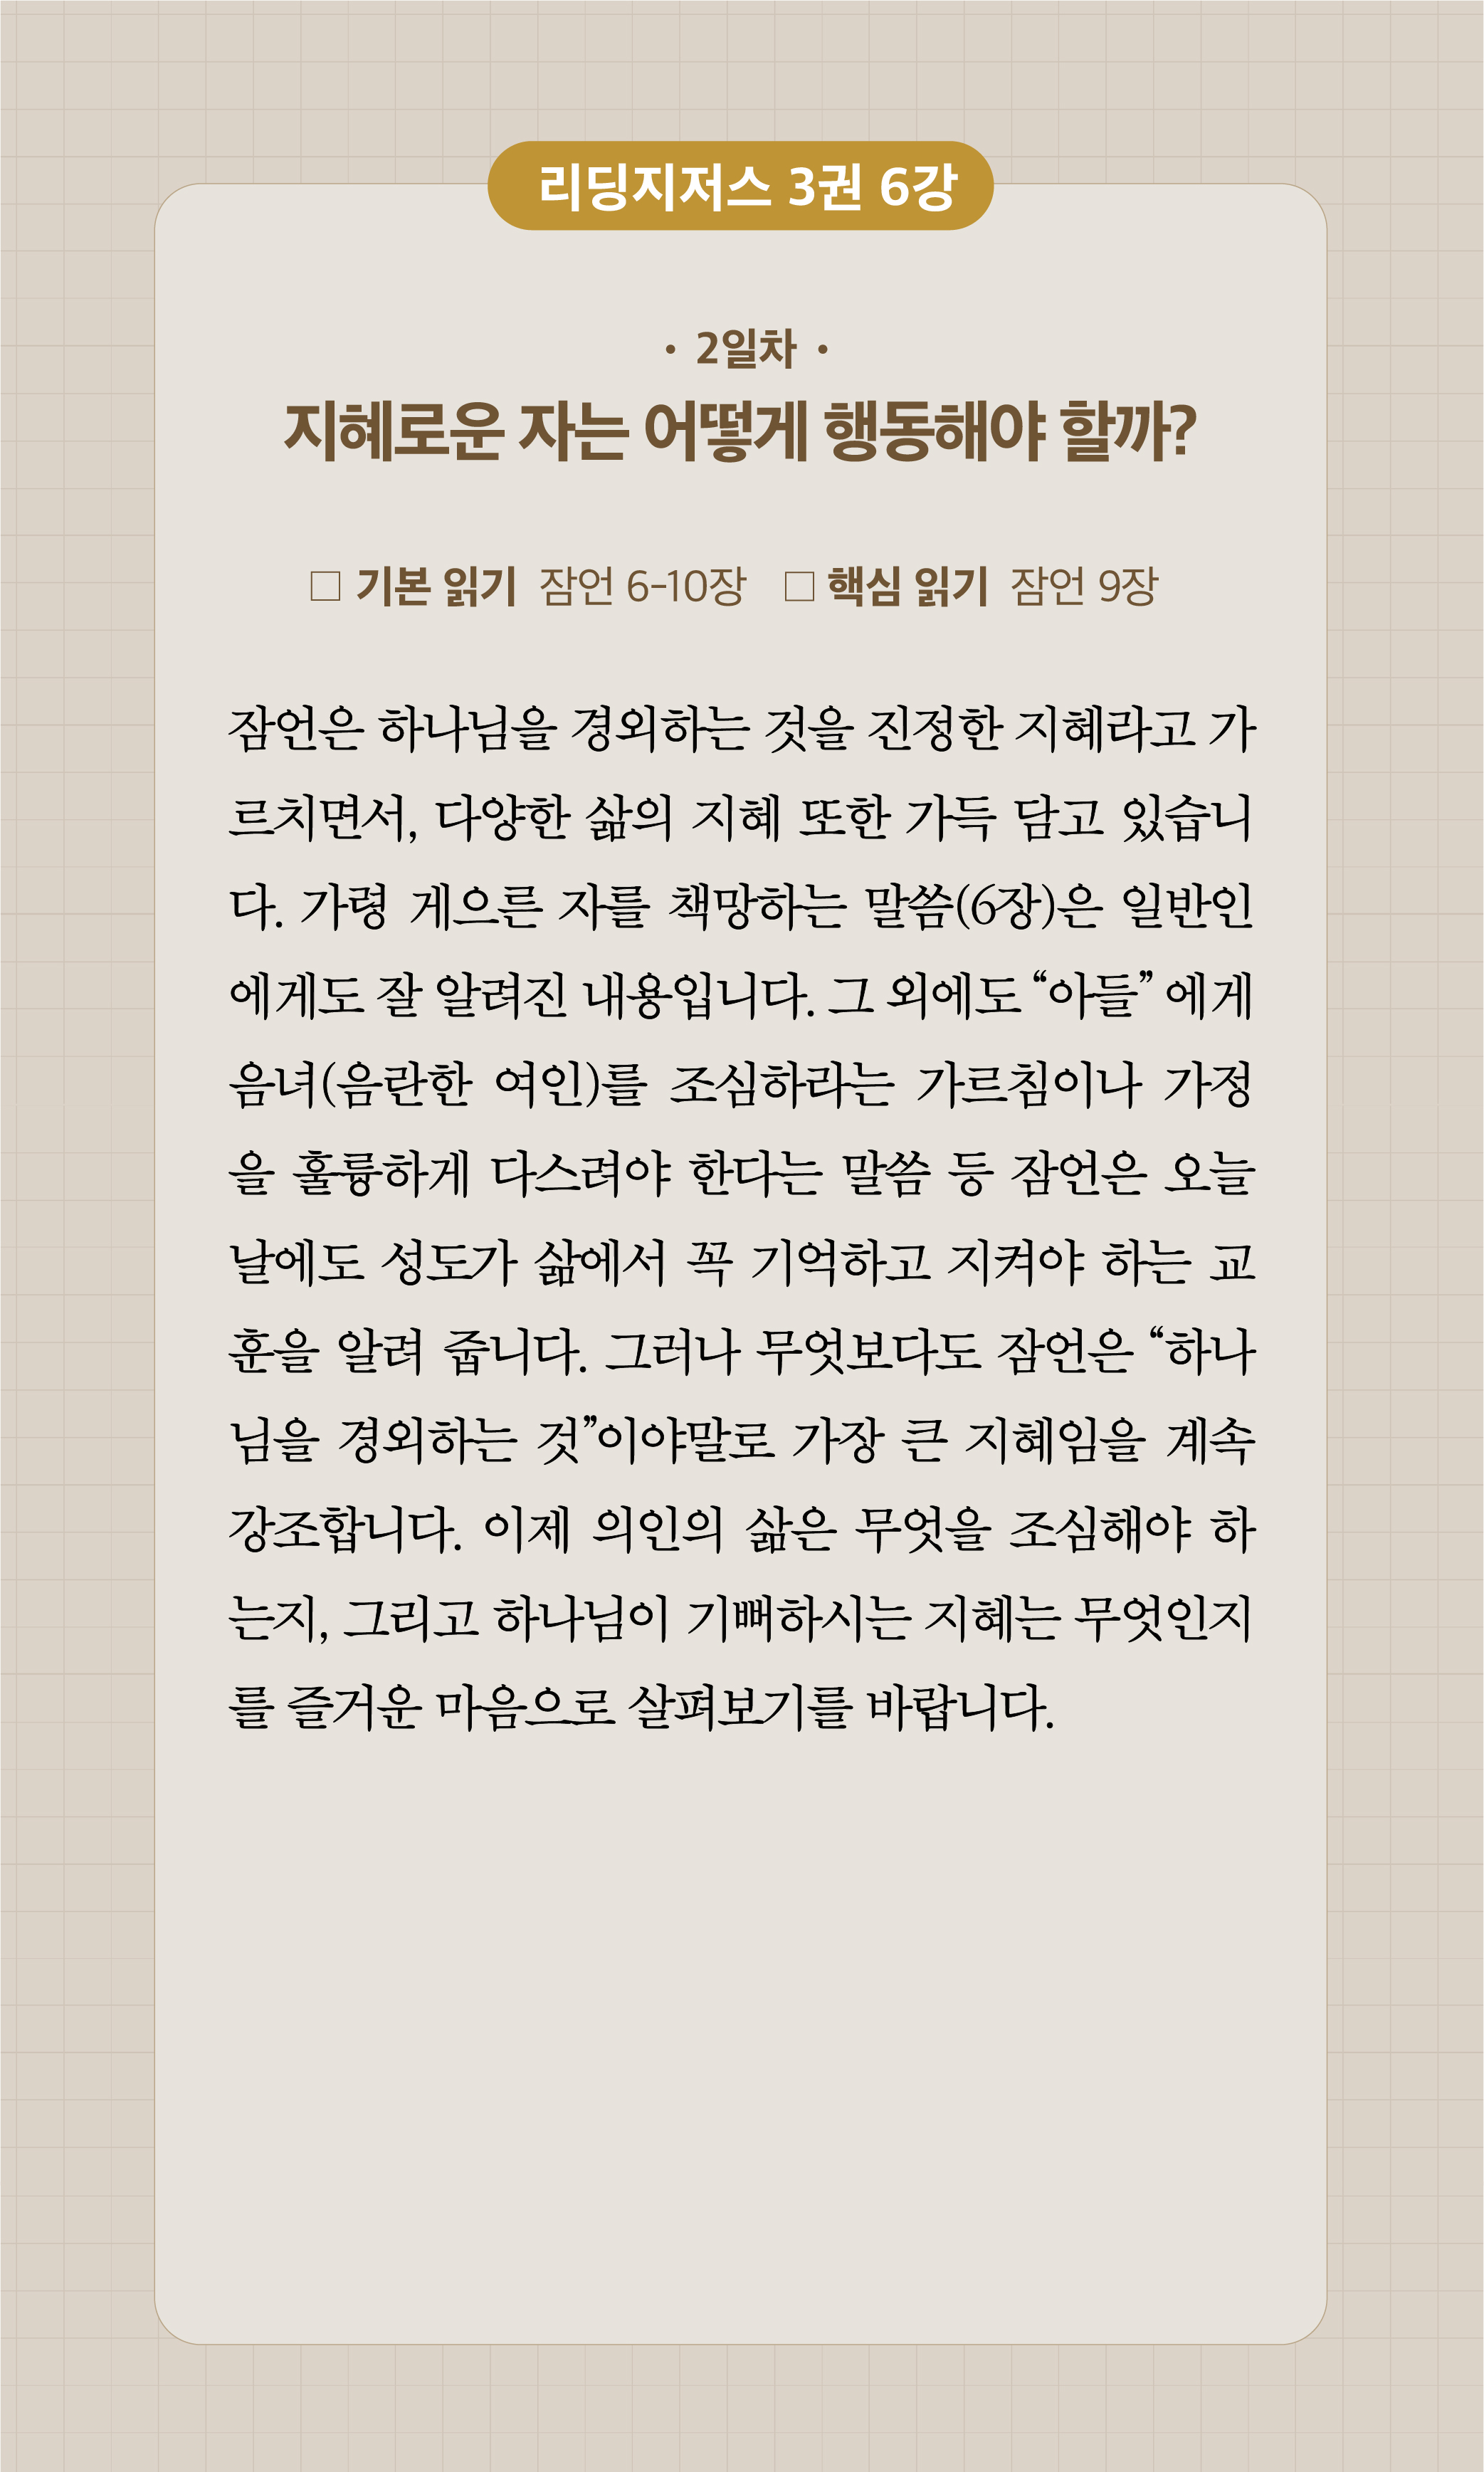 리딩지저스 3권 6강
· 2일차 ·
지혜로운 자는 어떻게 행동해야 할까?
□ 기본 읽기 잠언 6-10장 □ 핵심 읽기 잠언 9장
잠언은 하나님을 경외하는 것을 진정한 지혜라고 가
르치면서, 다양한 삶의 지혜 또한 가득 담고 있습니
다. 가령 게으른 자를 책망하는 말씀(6장)은 일반인
에게도 잘 알려진 내용입니다. 그 외에도 “아들” 에게
음녀(음란한 여인)를 조심하라는 가르침이나 가정
을 훌륭하게 다스려야 한다는 말씀 등 잠언은 오늘
날에도 성도가 삶에서 꼭 기억하고 지켜야 하는 교
훈을 알려 줍니다. 그러나 무엇보다도 잠언은 “하나
님을 경외하는 것”이야말로 가장 큰 지혜임을 계속
강조합니다. 이제 의인의 삶은 무엇을 조심해야 하
는지, 그리고 하나님이 기뻐하시는 지혜는 무엇인지
를 즐거운 마음으로 살펴보기를 바랍니다.